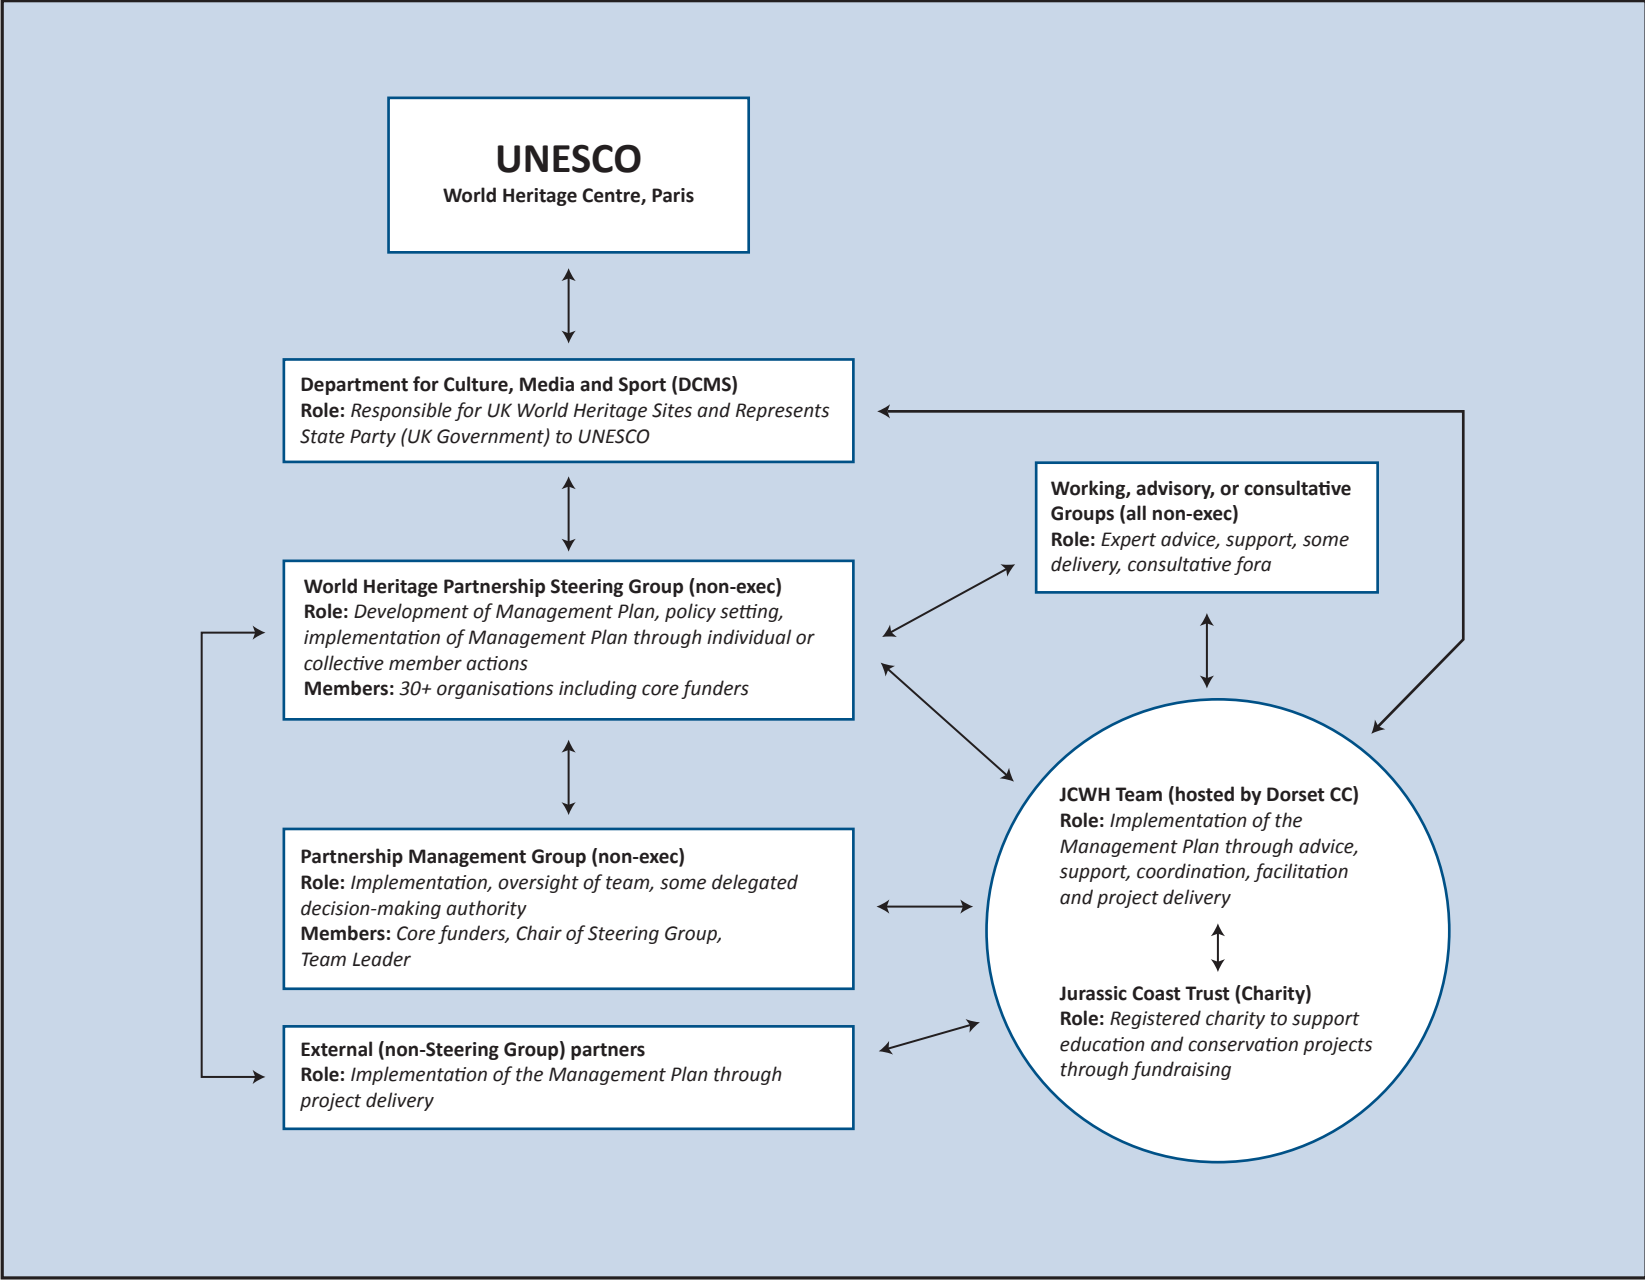 UNESCO
World Heritage Centre, Paris
Department for Culture, Media and Sport (DCMS)
Role: Responsible for UK World Heritage Sites and Represents
State Party (UK Government) to UNESCO
Working, advisory, or consultative
Groups (all non-exec)
Role: Expert advice, support, some
delivery, consultative fora
World Heritage Partnership Steering Group (non-exec)
Role: Development of Management Plan, policy setting,
implementation of Management Plan through individual or
collective member actions
Members: 30+ organisations including core funders
JCWH Team (hosted by Dorset CC)
Role: Implementation of the
Management Plan through advice,
support, coordination, facilitation
and project delivery
Partnership Management Group (non-exec)
Role: Implementation, oversight of team, some delegated
decision-making authority
Members: Core funders, Chair of Steering Group,
Team Leader
Jurassic Coast Trust (Charity)
Role: Registered charity to support
education and conservation projects
through fundraising
External (non-Steering Group) partners
Role: Implementation of the Management Plan through
project delivery